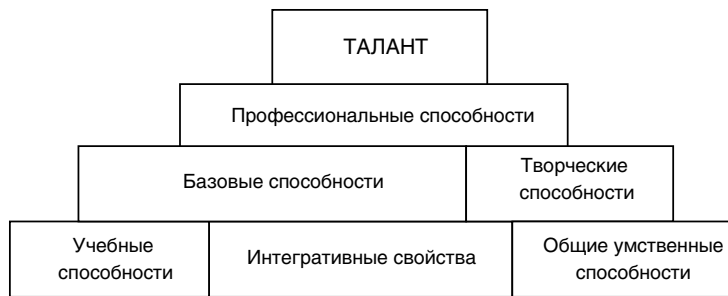 ТАЛАНТ
Профессиональные способности
Базовые способности
Творческие
способности
Учебные
способности
Интегративные свойства
Общие умственные
способности